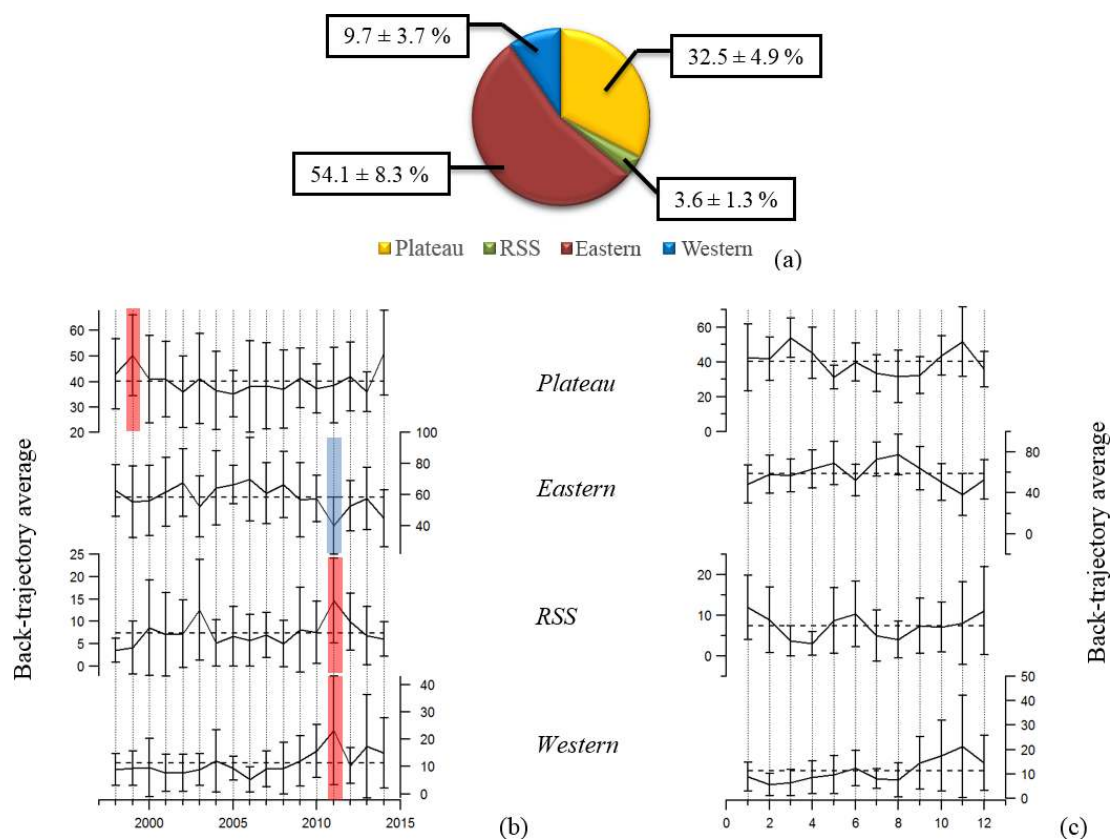 9.7 ± 3.7 %
32.5 ± 4.9 %
54.1 ± 8.3 %
3.6 ± 1.3 %
Plateau RSS Eastern Western
(a)
Back-trajectory average
60
50
40
30
20
100
80
60
40
25
20
15
10
5
0
40
30
20
10
0
2000 2005 2010 2015
(b)
Plateau
Eastern
RSS
Western
60
40
20
0
80
40
0
20
10
0
50
40
30
20
10
0
0 2 4 6 8 10 12
(c)
Back-trajectory average